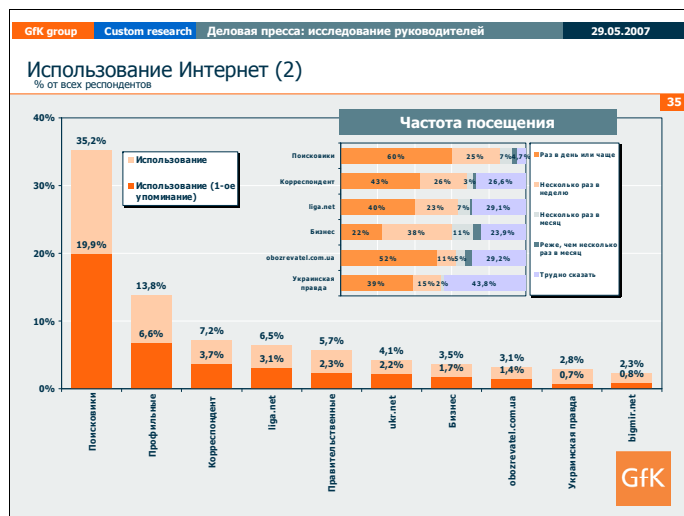 GfK group Custom research Деловая пресса: исследование руководителей 29.05.2007
Использование Интернет (2)
% от всех респондентов
35
Частота посещения
40%
30%
20%
10%
0%
Использование
Использование (1-ое
упоминание)
35,2%
19,9%
13,8%
6,6%
7,2%
3,7%
6,5%
3,1%
5,7%
2,3%
4,1%
2,2%
3,5%
1,7%
3,1%
1,4%
2,8%
0,7%
2,3%
0,8%
Поисковики
Профильные
Корреспондент
liga.net
Правительственные
ukr.net
Бизнес
obozrevatel.com.ua
Украинская правда
bigmir.net
Поисковики 60% 25% 7% 4,7%
Корреспондент 43% 26% 3% 26,6%
liga.net 40% 23% 7% 29,1%
Бизнес 22% 38% 11% 23,9%
obozrevatel.com.ua 52% 11% 5% 29,2%
Украинская
правда
39% 15% 2% 43,8%
Раз в день или чаще
Несколько раз в
неделю
Несколько раз в
месяц
Реже, чем несколько
раз в месяц
Трудно сказать
GfK